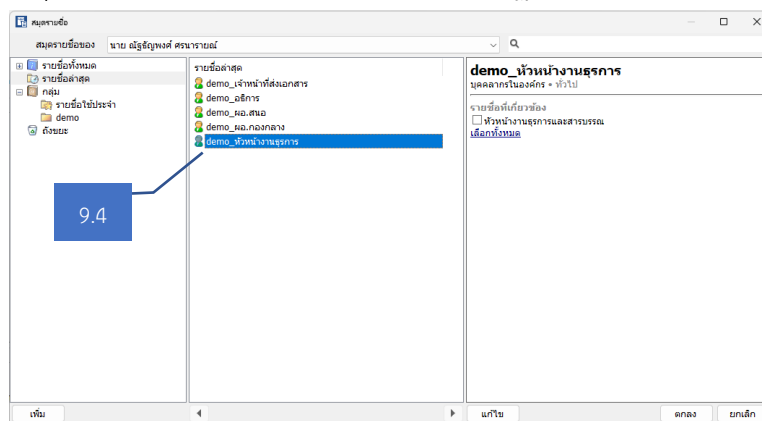 สมุดรายชื่อ
สมุดรายชื่อของ นาย ณัฐธัญพงศ์ ศรนารายณ์
รายชื่อทั้งหมด
รายชื่อล่าสุด
กลุ่ม
รายชื่อใช้ประจำ
demo
ถังขยะ
รายชื่อล่าสุด
demo_เจ้าหน้าที่ส่งเอกสาร
demo_อธิการ
demo_ผอ.สนอ
demo_ผอ.กองกลาง
demo_หัวหน้างานธุรการ
9.4
demo_หัวหน้างานธุรการ
บุคคลากรในองค์กร • ทั่วไป
รายชื่อที่เกี่ยวข้อง
หัวหน้างานธุรการและสารบรรณ
เลือกทั้งหมด
เพิ่ม
แก้ไข
ตกลง
ยกเลิก